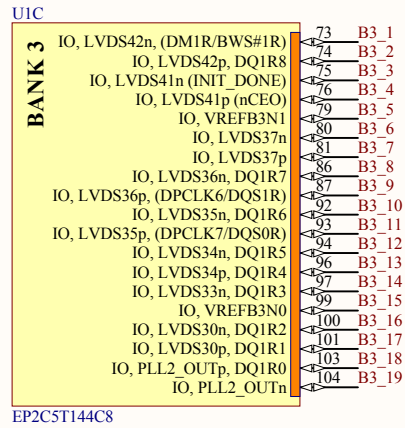 U1C
BANK 3
IO, LVDS42n, (DM1R/BWS#1R) 73 B3_1
IO, LVDS42p, DQ1R8 74 B3_2
IO, LVDS41n (INIT_DONE) 75 B3_3
IO, LVDS41p (nCEO) 76 B3_4
IO, VREFB3N1 79 B3_5
IO, LVDS37n 80 B3_6
IO, LVDS37p 81 B3_7
IO, LVDS36n, DQ1R7 86 B3_8
IO, LVDS36p, (DPCLK6/DQS1R) 87 B3_9
IO, LVDS35n, DQ1R6 92 B3_10
IO, LVDS35p, (DPCLK7/DQS0R) 93 B3_11
IO, LVDS34n, DQ1R5 94 B3_12
IO, LVDS34p, DQ1R4 96 B3_13
IO, LVDS33n, DQ1R3 97 B3_14
IO, VREFB3N0 99 B3_15
IO, LVDS30n, DQ1R2 100 B3_16
IO, LVDS30p, DQ1R1 101 B3_17
IO, PLL2_OUTp, DQ1R0 103 B3_18
IO, PLL2_OUTn 104 B3_19
EP2C5T144C8